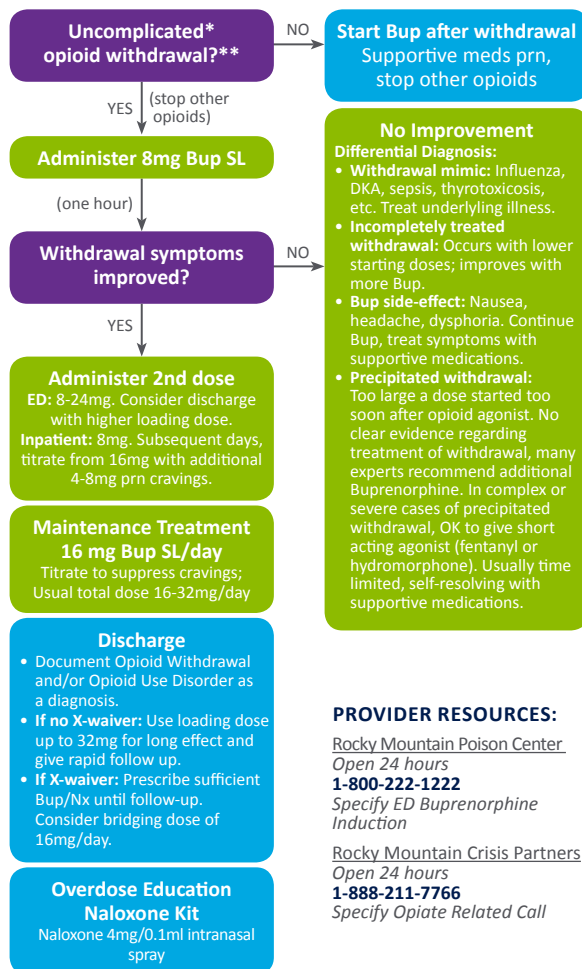 Uncomplicated*
opioid withdrawal?**
NO
Start Bup after withdrawal
Supportive meds prn,
stop other opioids
YES
(stop other
opioids)
Administer 8mg Bup SL
(one hour)
Withdrawal symptoms
improved?
NO
No Improvement
Differential Diagnosis:
• Withdrawal mimic: Influenza,
DKA, sepsis, thyrotoxicosis,
etc. Treat underlyling illness.
• Incompletely treated
withdrawal: Occurs with lower
starting doses; improves with
more Bup.
• Bup side-effect: Nausea,
headache, dysphoria. Continue
Bup, treat symptoms with
supportive medications.
• Precipitated withdrawal:
Too large a dose started too
soon after opioid agonist. No
clear evidence regarding
treatment of withdrawal, many
experts recommend additional
Buprenorphine. In complex or
severe cases of precipitated
withdrawal, OK to give short
acting agonist (fentanyl or
hydromorphone). Usually time
limited, self-resolving with
supportive medications.
YES
Administer 2nd dose
ED: 8-24mg. Consider discharge
with higher loading dose.
Inpatient: 8mg. Subsequent days,
titrate from 16mg with additional
4-8mg prn cravings.
Maintenance Treatment
16 mg Bup SL/day
Titrate to suppress cravings;
Usual total dose 16-32mg/day
Discharge
• Document Opioid Withdrawal
and/or Opioid Use Disorder as
a diagnosis.
• If no X-waiver: Use loading dose
up to 32mg for long effect and
give rapid follow up.
• If X-waiver: Prescribe sufficient
Bup/Nx until follow-up.
Consider bridging dose of
16mg/day.
Overdose Education
Naloxone Kit
Naloxone 4mg/0.1ml intranasal
spray
PROVIDER RESOURCES:
Rocky Mountain Poison Center
Open 24 hours
1-800-222-1222
Specify ED Buprenorphine
Induction
Rocky Mountain Crisis Partners
Open 24 hours
1-888-211-7766
Specify Opiate Related Call